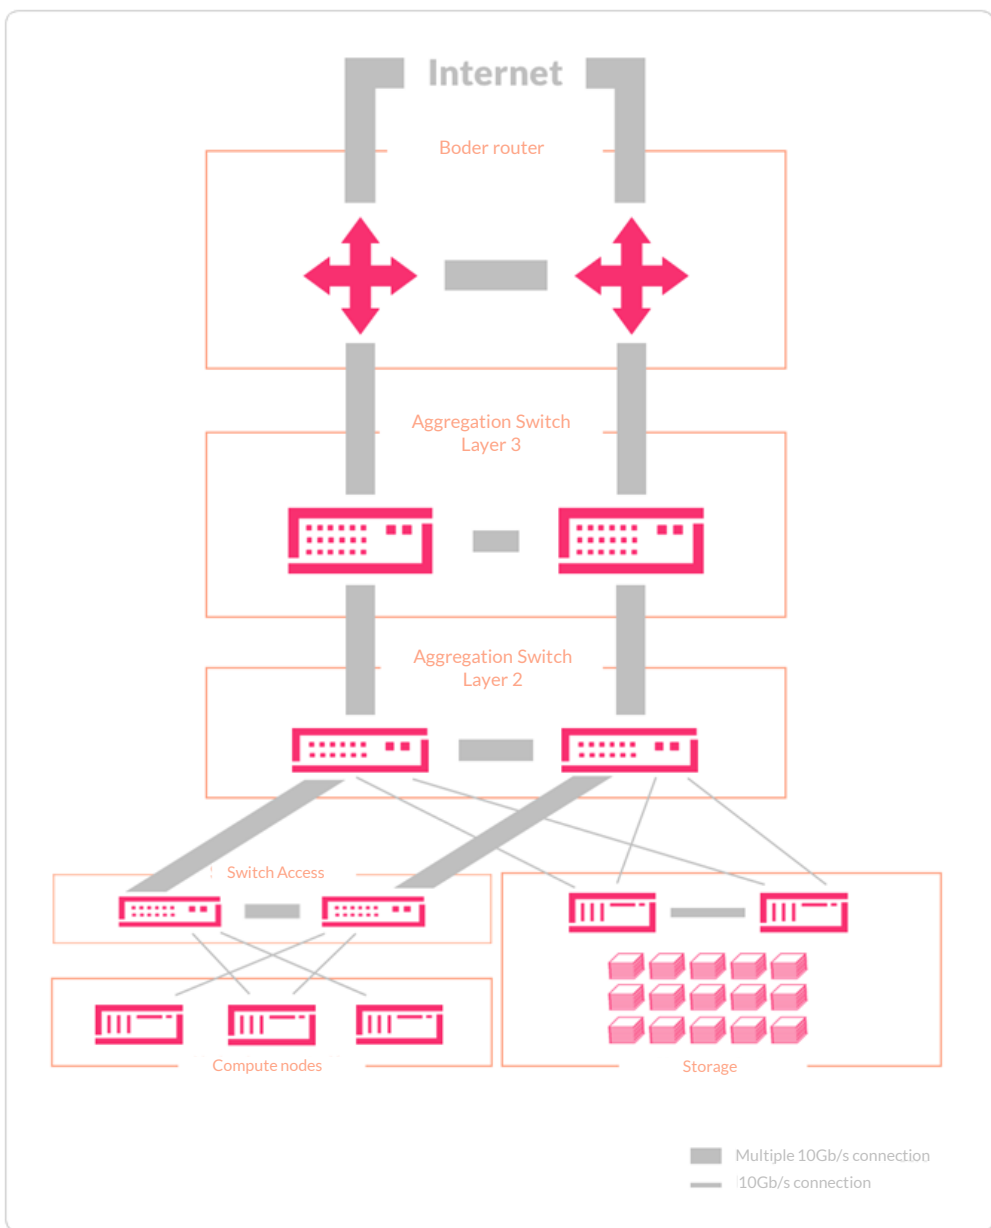 Internet
Boder router
Aggregation Switch
Layer 3
Aggregation Switch
Layer 2
Switch Access
Compute nodes
Storage
Multiple 10Gb/s connection
10Gb/s connection